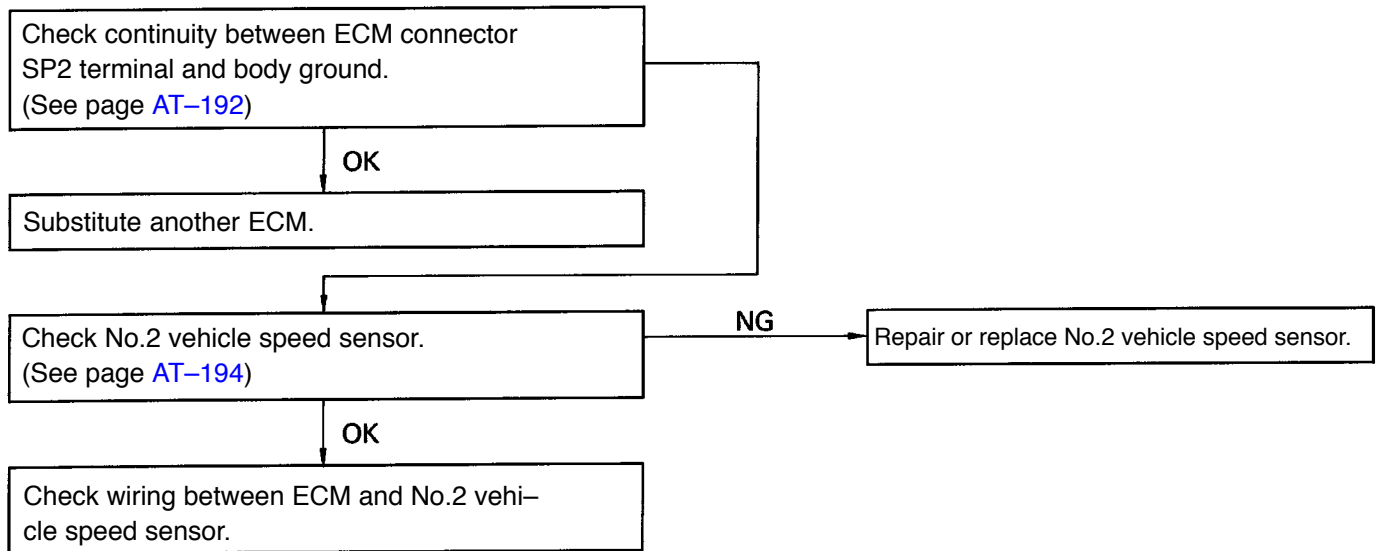 Check continuity between ECM connector
SP2 terminal and body ground.
(See page AT–192)
OK
Substitute another ECM.
Check No.2 vehicle speed sensor.
(See page AT–194)
NG
Repair or replace No.2 vehicle speed sensor.
OK
Check wiring between ECM and No.2 vehi–
cle speed sensor.